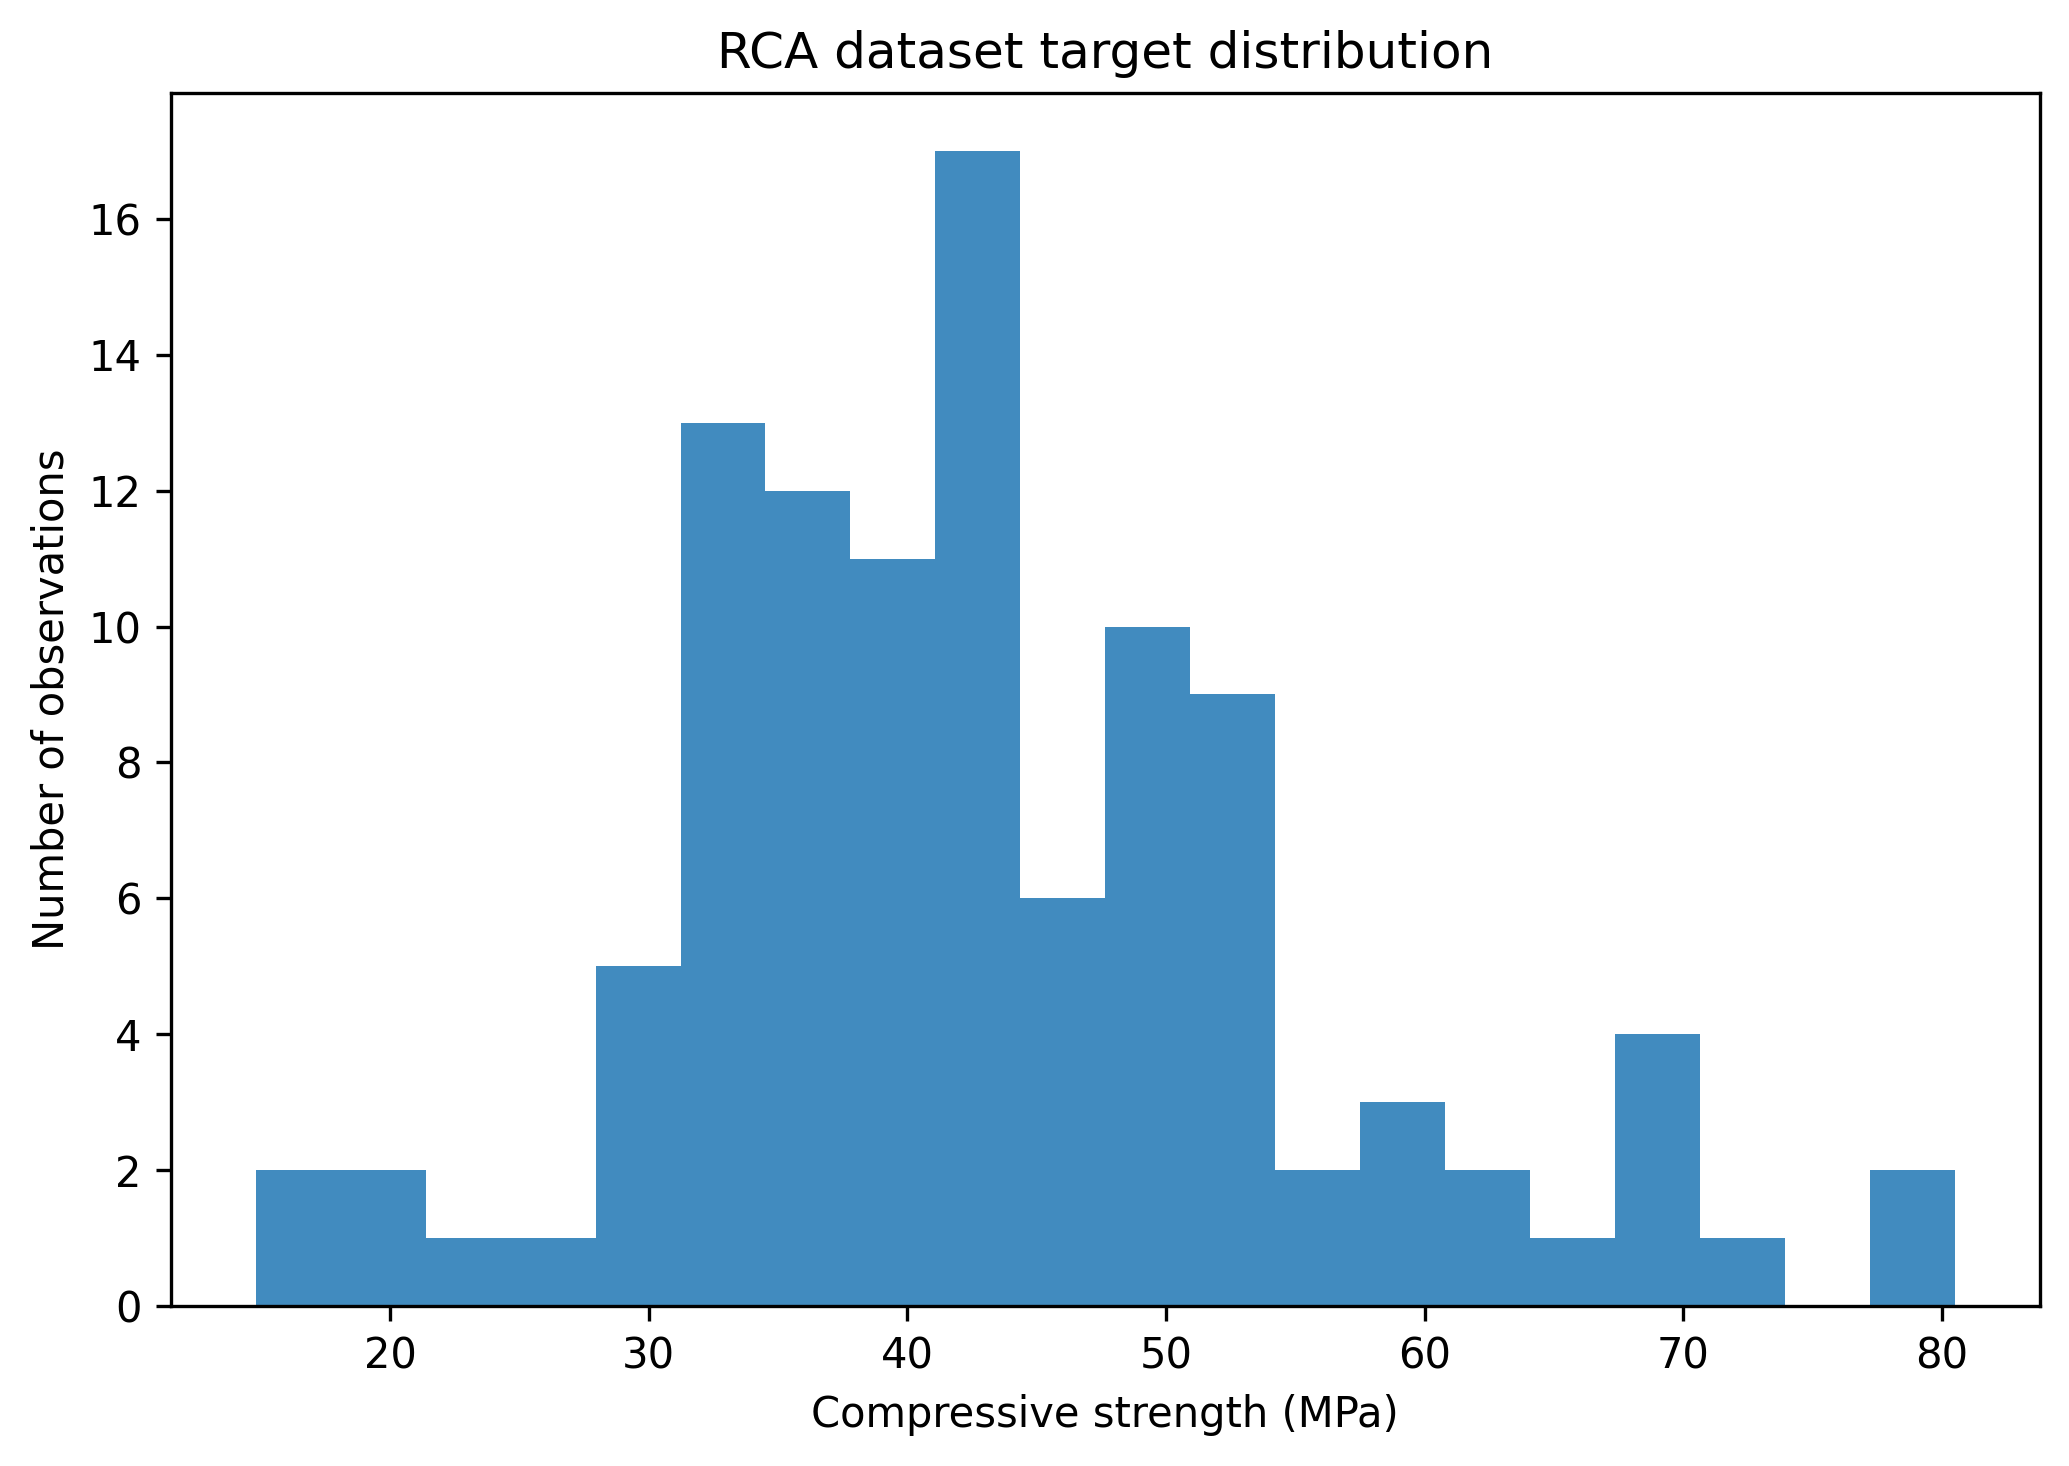 RCA dataset target distribution
Number of observations
16
14
12
10
8
6
4
2
0
20 30 40 50 60 70 80
Compressive strength (MPa)